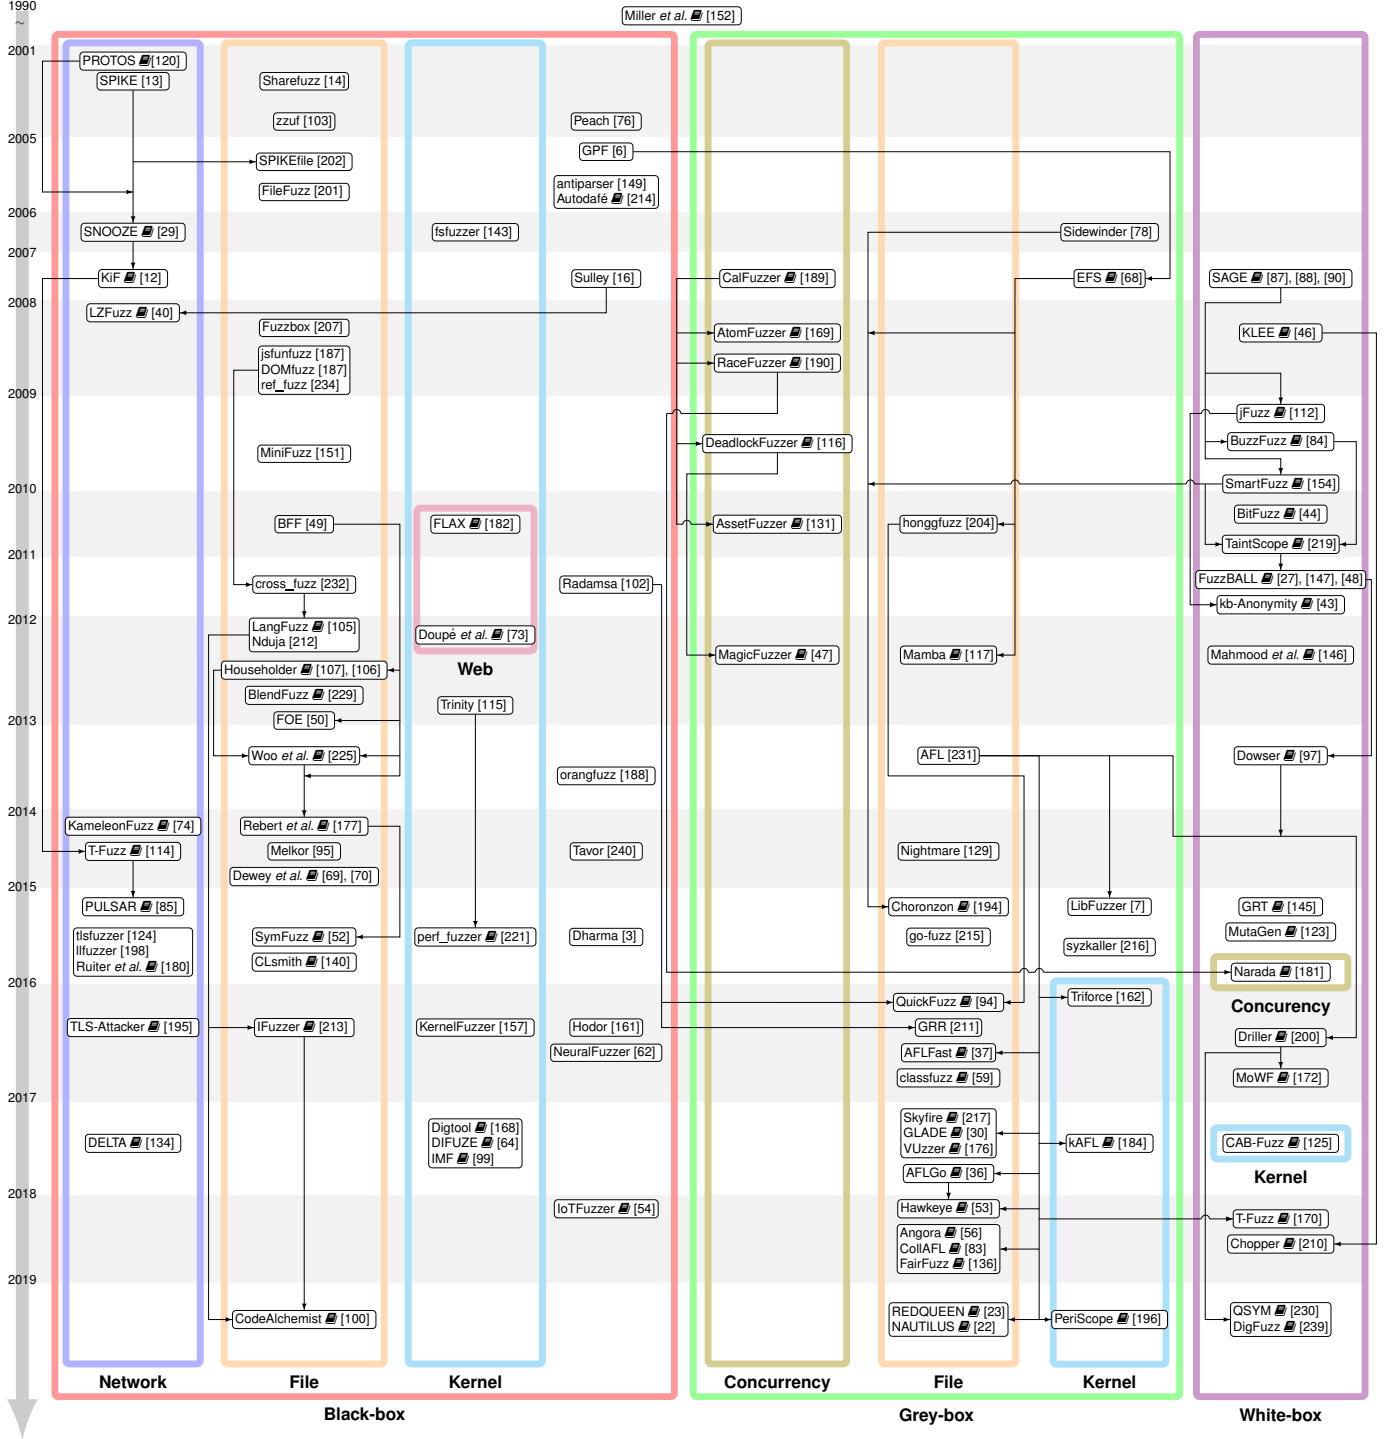 1990
~
Miller et al. [152]
2001
PROTOS [120]
SPIKE [13]
Sharefuzz [14]
zzuf [103]
Peach [76]
2005
GPF [6]
SPIKEfile [202]
FileFuzz [201]
antiparser [149]
Autodafé [214]
2006
SNOOZE [29]
fsfuzzer [143]
Sidewinder [78]
2007
KiF [12]
Sulley [16]
CalFuzzer [189]
EFS [68]
SAGE [87], [88], [90]
2008
LZFuzz [40]
Fuzzbox [207]
AtomFuzzer [169]
KLEE [46]
jsfunfuzz [187]
DOMfuzz [187]
ref_fuzz [234]
RaceFuzzer [190]
2009
jFuzz [112]
MiniFuzz [151]
DeadlockFuzzer [116]
BuzzFuzz [84]
2010
SmartFuzz [154]
BFF [49]
FLAX [182]
AssetFuzzer [131]
honggfuzz [204]
BitFuzz [44]
TaintScope [219]
2011
cross_fuzz [232]
Radamsa [102]
FuzzBALL [27], [147], [48]
kb-Anonymity [43]
2012
LangFuzz [105]
Nduja [212]
Doupé et al. [73]
Web
MagicFuzzer [47]
Mamba [117]
Mahmood et al. [146]
Householder [107], [106]
BlendFuzz [229]
Trinity [115]
2013
FOE [50]
Woo et al. [225]
AFL [231]
Dowser [97]
orangfuzz [188]
2014
KameleonFuzz [74]
Rebert et al. [177]
T-Fuzz [114]
Melkor [95]
Tavor [240]
Nightmare [129]
Dewey et al. [69], [70]
2015
PULSAR [85]
Choronzon [194]
LibFuzzer [7]
GRT [145]
tlsfuzzer [124]
llfuzzer [198]
Ruiter et al. [180]
SymFuzz [52]
perf_fuzzer [221]
Dharma [3]
go-fuzz [215]
syzkaller [216]
MutaGen [123]
CLsmith [140]
Narada [181]
2016
Concurency
QuickFuzz [94]
Triforce [162]
TLS-Attacker [195]
IFuzzer [213]
KernelFuzzer [157]
Hodor [161]
GRR [211]
Driller [200]
NeuralFuzzer [62]
AFLFast [37]
classfuzz [59]
MoWF [172]
2017
Skyfire [217]
GLADE [30]
VUzzer [176]
DELTA [134]
Digtool [168]
DIFUZE [64]
IMF [99]
kAFL [184]
CAB-Fuzz [125]
Kernel
AFLGo [36]
2018
IoTFuzzer [54]
Hawkeye [53]
T-Fuzz [170]
Angora [56]
CollAFL [83]
FairFuzz [136]
Chopper [210]
2019
CodeAlchemist [100]
REDQUEEN [23]
NAUTILUS [22]
PeriScope [196]
QSYM [230]
DigFuzz [239]
Network
File
Kernel
Concurrency
File
Kernel
Black-box
Grey-box
White-box